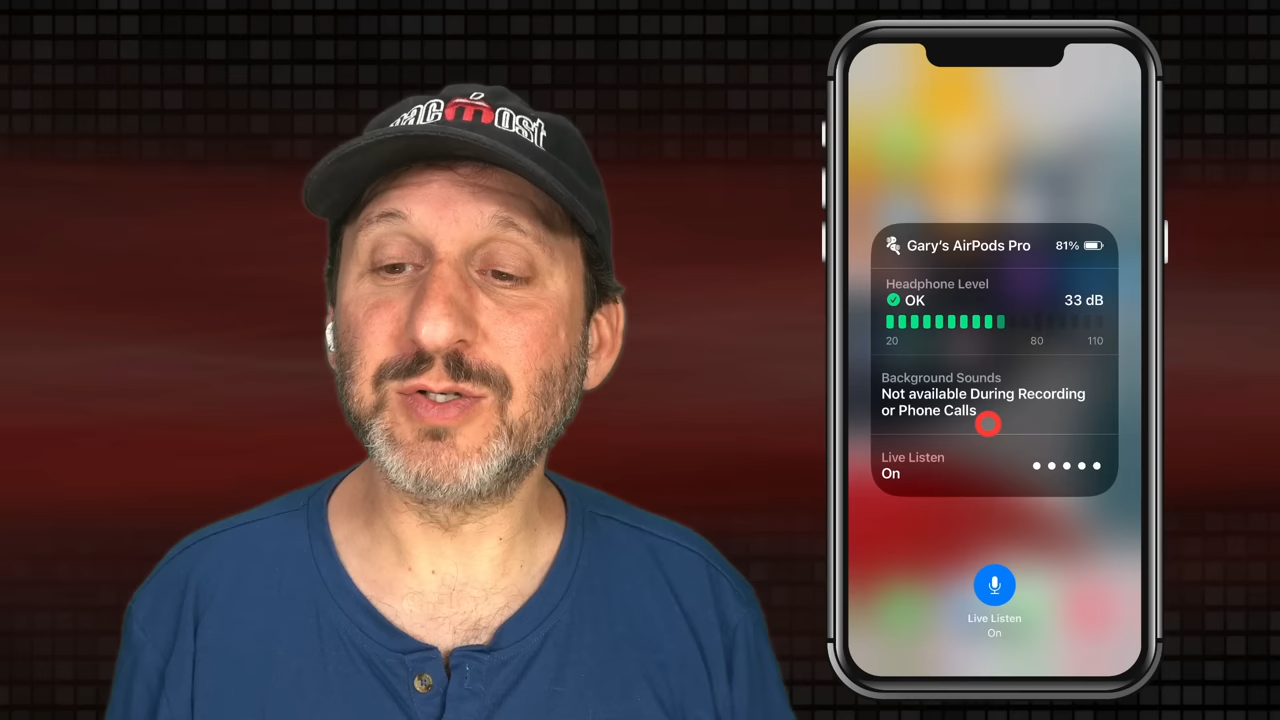 macmost
Gary's AirPods Pro 81%
Headphone Level
OK 33 dB
20 80 110
Background Sounds
Not available During Recording
or Phone Calls
Live Listen
On
Live Listen
On